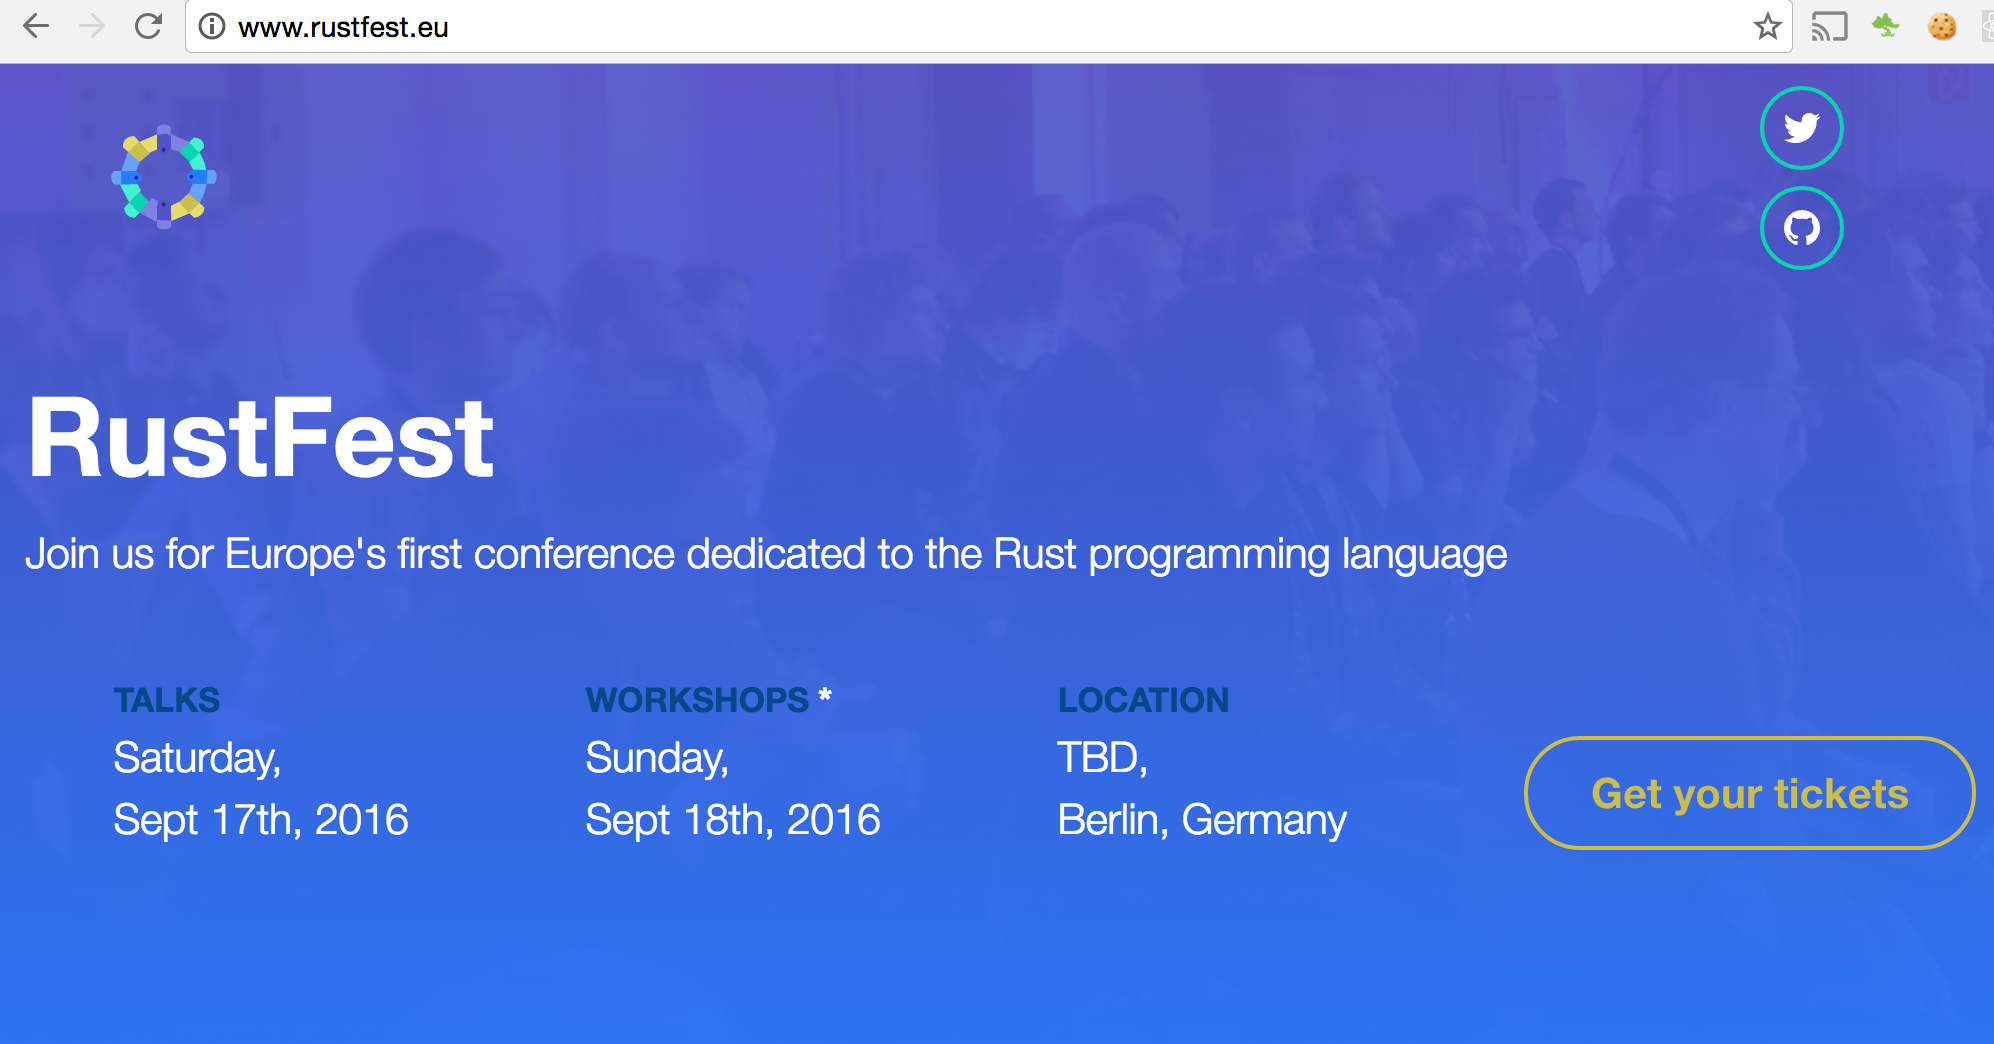 www.rustfest.eu
RustFest
Join us for Europe's first conference dedicated to the Rust programming language
TALKS
Saturday,
Sept 17th, 2016
WORKSHOPS *
Sunday,
Sept 18th, 2016
LOCATION
TBD,
Berlin, Germany
Get your tickets